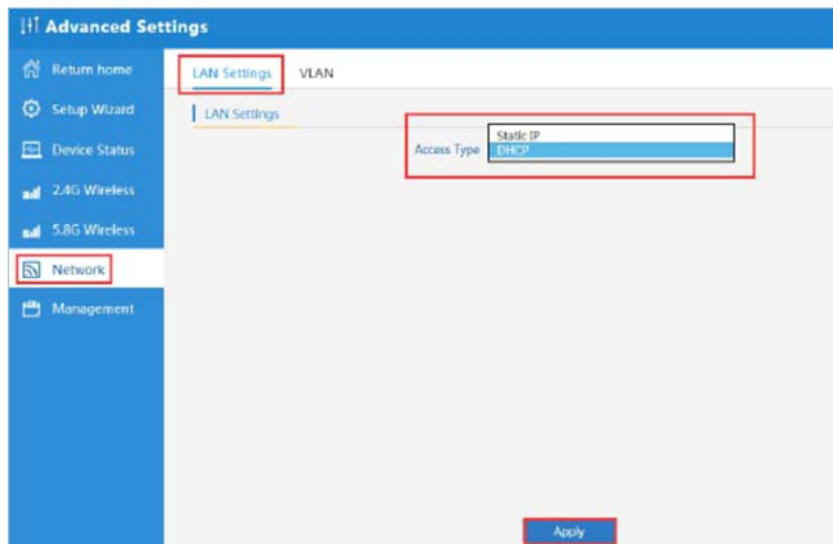 Advanced Settings
Return home
Setup Wizard
Device Status
2.4G Wireless
5.8G Wireless
Network
Management
LAN Settings VLAN
LAN Settings
Access Type
Static IP
DHCP
Apply